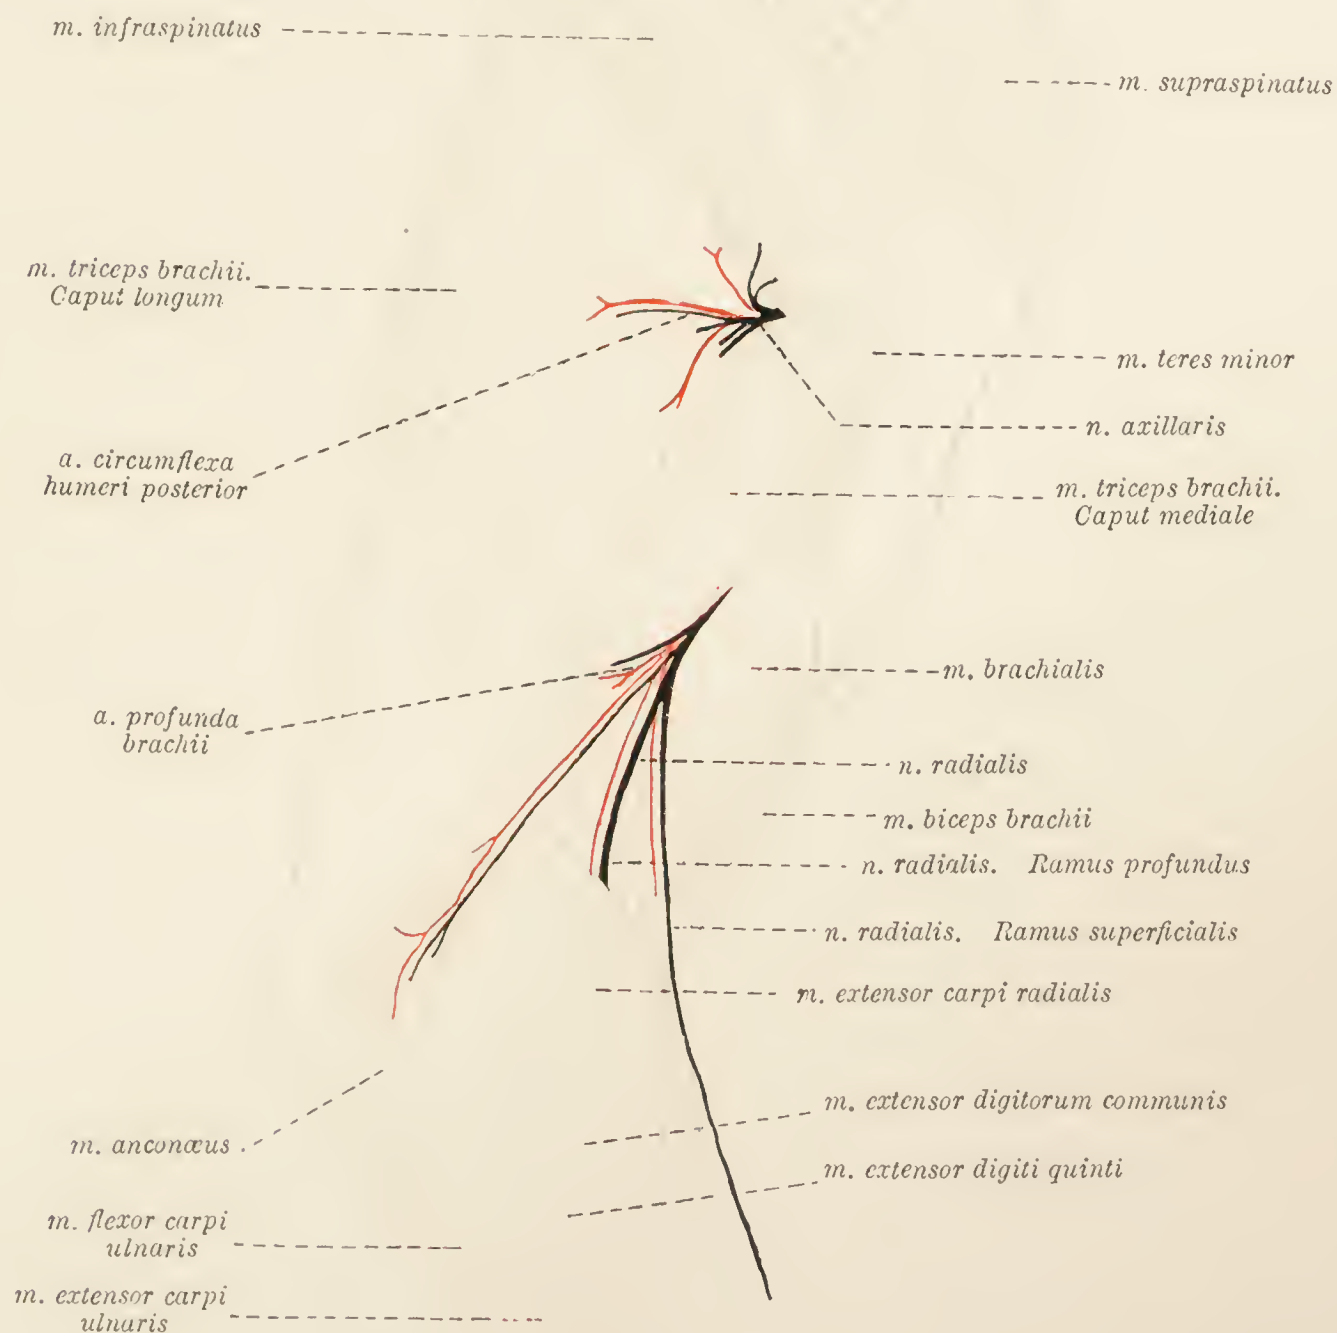 m. infraspinatus
m. supraspinatus
m. triceps brachii.
Caput longum
m. teres minor
n. axillaris
a. circumflexa
humeri posterior
m. triceps brachii.
Caput mediale
m. brachialis
a. profunda
brachii
n. radialis
m. biceps brachii
n. radialis. Ramus profundus
n. radialis. Ramus superficialis
m. extensor carpi radialis
m. extensor digitorum communis
m. anconæus
m. extensor digiti quinti
m. flexor carpi
ulnaris
m. extensor carpi
ulnaris